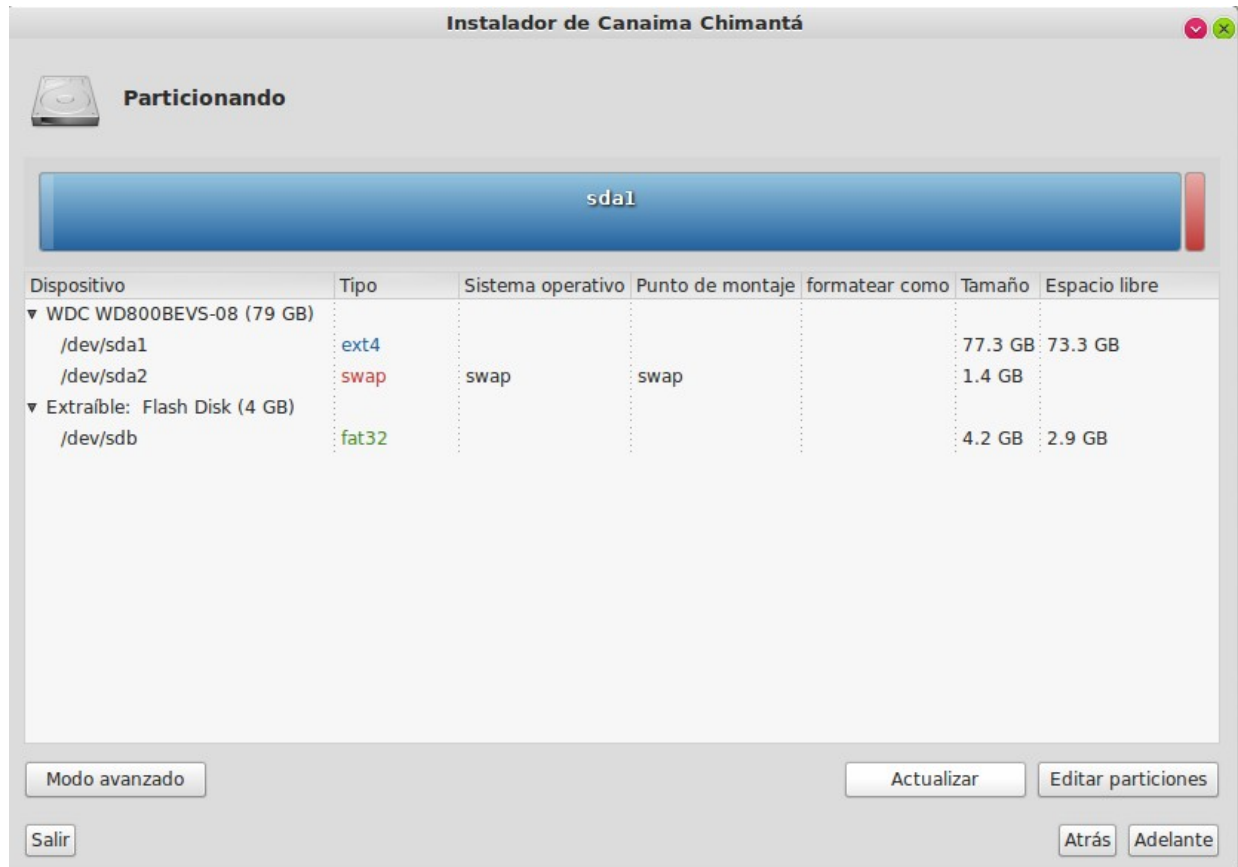 Instalador de Canaima Chimantá
Particionando
sda1
Dispositivo Tipo Sistema operativo Punto de montaje formatear como Tamaño Espacio libre
WDC WD800BEVS-08 (79 GB)
/dev/sda1 ext4 77.3 GB 73.3 GB
/dev/sda2 swap swap swap 1.4 GB
Extraíble: Flash Disk (4 GB)
/dev/sdb fat32 4.2 GB 2.9 GB
Modo avanzado Actualizar Editar particiones
Salir Atrás Adelante